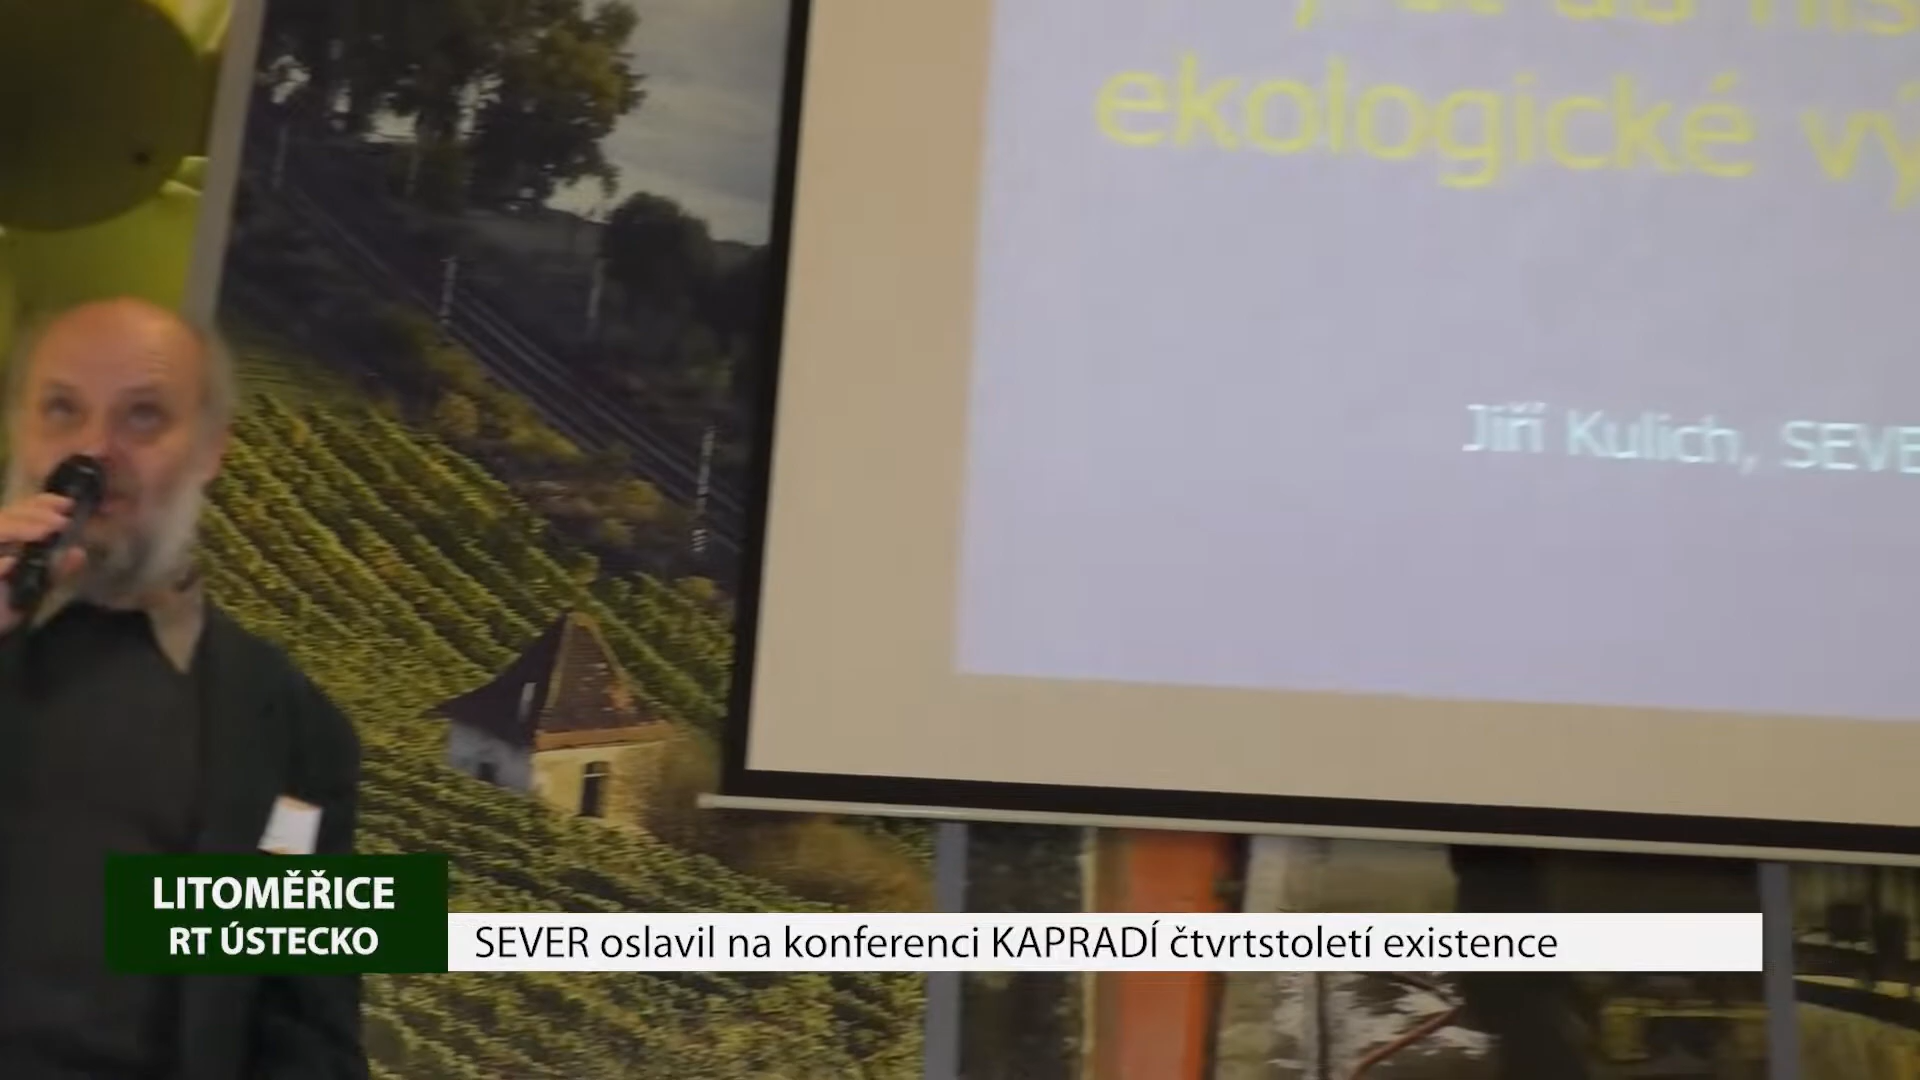 ekologické
Jiří Kulich, SEVE
LITOMĚŘICE
RT ÚSTECKO
SEVER oslavil na konferenci KAPRADÍ čtvrtstoletí existence